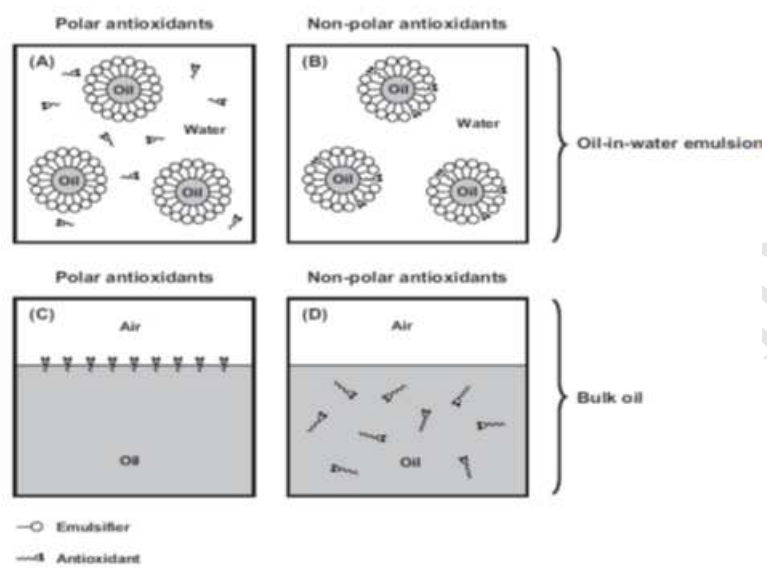 Polar antioxidants
Non-polar antioxidants
(A)
Oil
Water
Oil
Oil
(B)
Oil
Water
Oil
Oil
Oil-in-water emulsion
Polar antioxidants
Non-polar antioxidants
(C)
Air
Oil
(D)
Air
Oil
Bulk oil
Emulsifier
Antioxidant